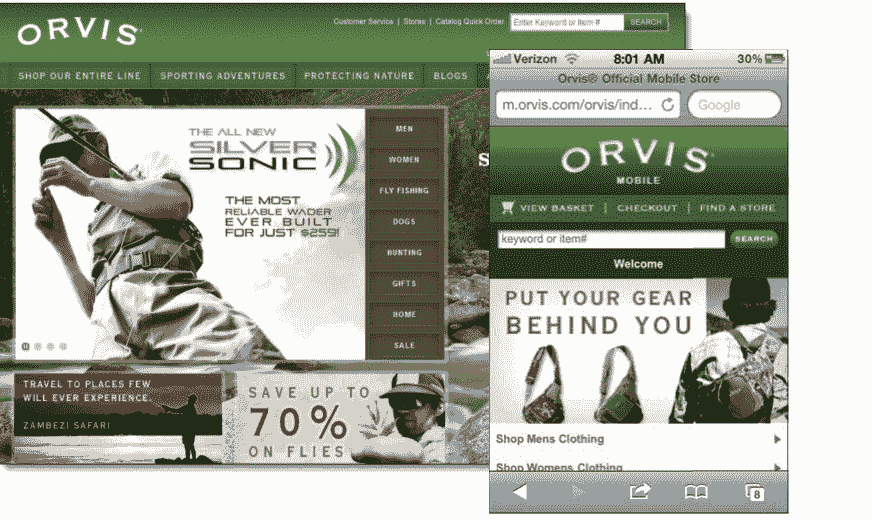 ORVIS
Customer Service | Stores | Catalog Quick Order
Enter Keyword or Item #
SEARCH
SHOP OUR ENTIRE LINE
SPORTING ADVENTURES
PROTECTING NATURE
BLOGS
THE ALL NEW
SILVER
SONIC
THE MOST
RELIABLE WADER
EVER BUILT
FOR JUST $259!
MEN
WOMEN
FLY FISHING
DOGS
HUNTING
GIFTS
HOME
SALE
TRAVEL TO PLACES FEW
WILL EVER EXPERIENCE.
ZAMBEZI SAFARI
SAVE UP TO
70%
ON FLIES
Verizon 8:01 AM 30%
Orvis® Official Mobile Store
m.orvis.com/orvis/ind...
Google
ORVIS
MOBILE
VIEW BASKET | CHECKOUT | FIND A STORE
keyword or item#
SEARCH
Welcome
PUT YOUR GEAR
BEHIND YOU
Shop Mens Clothing
Shop Womens Clothing
8